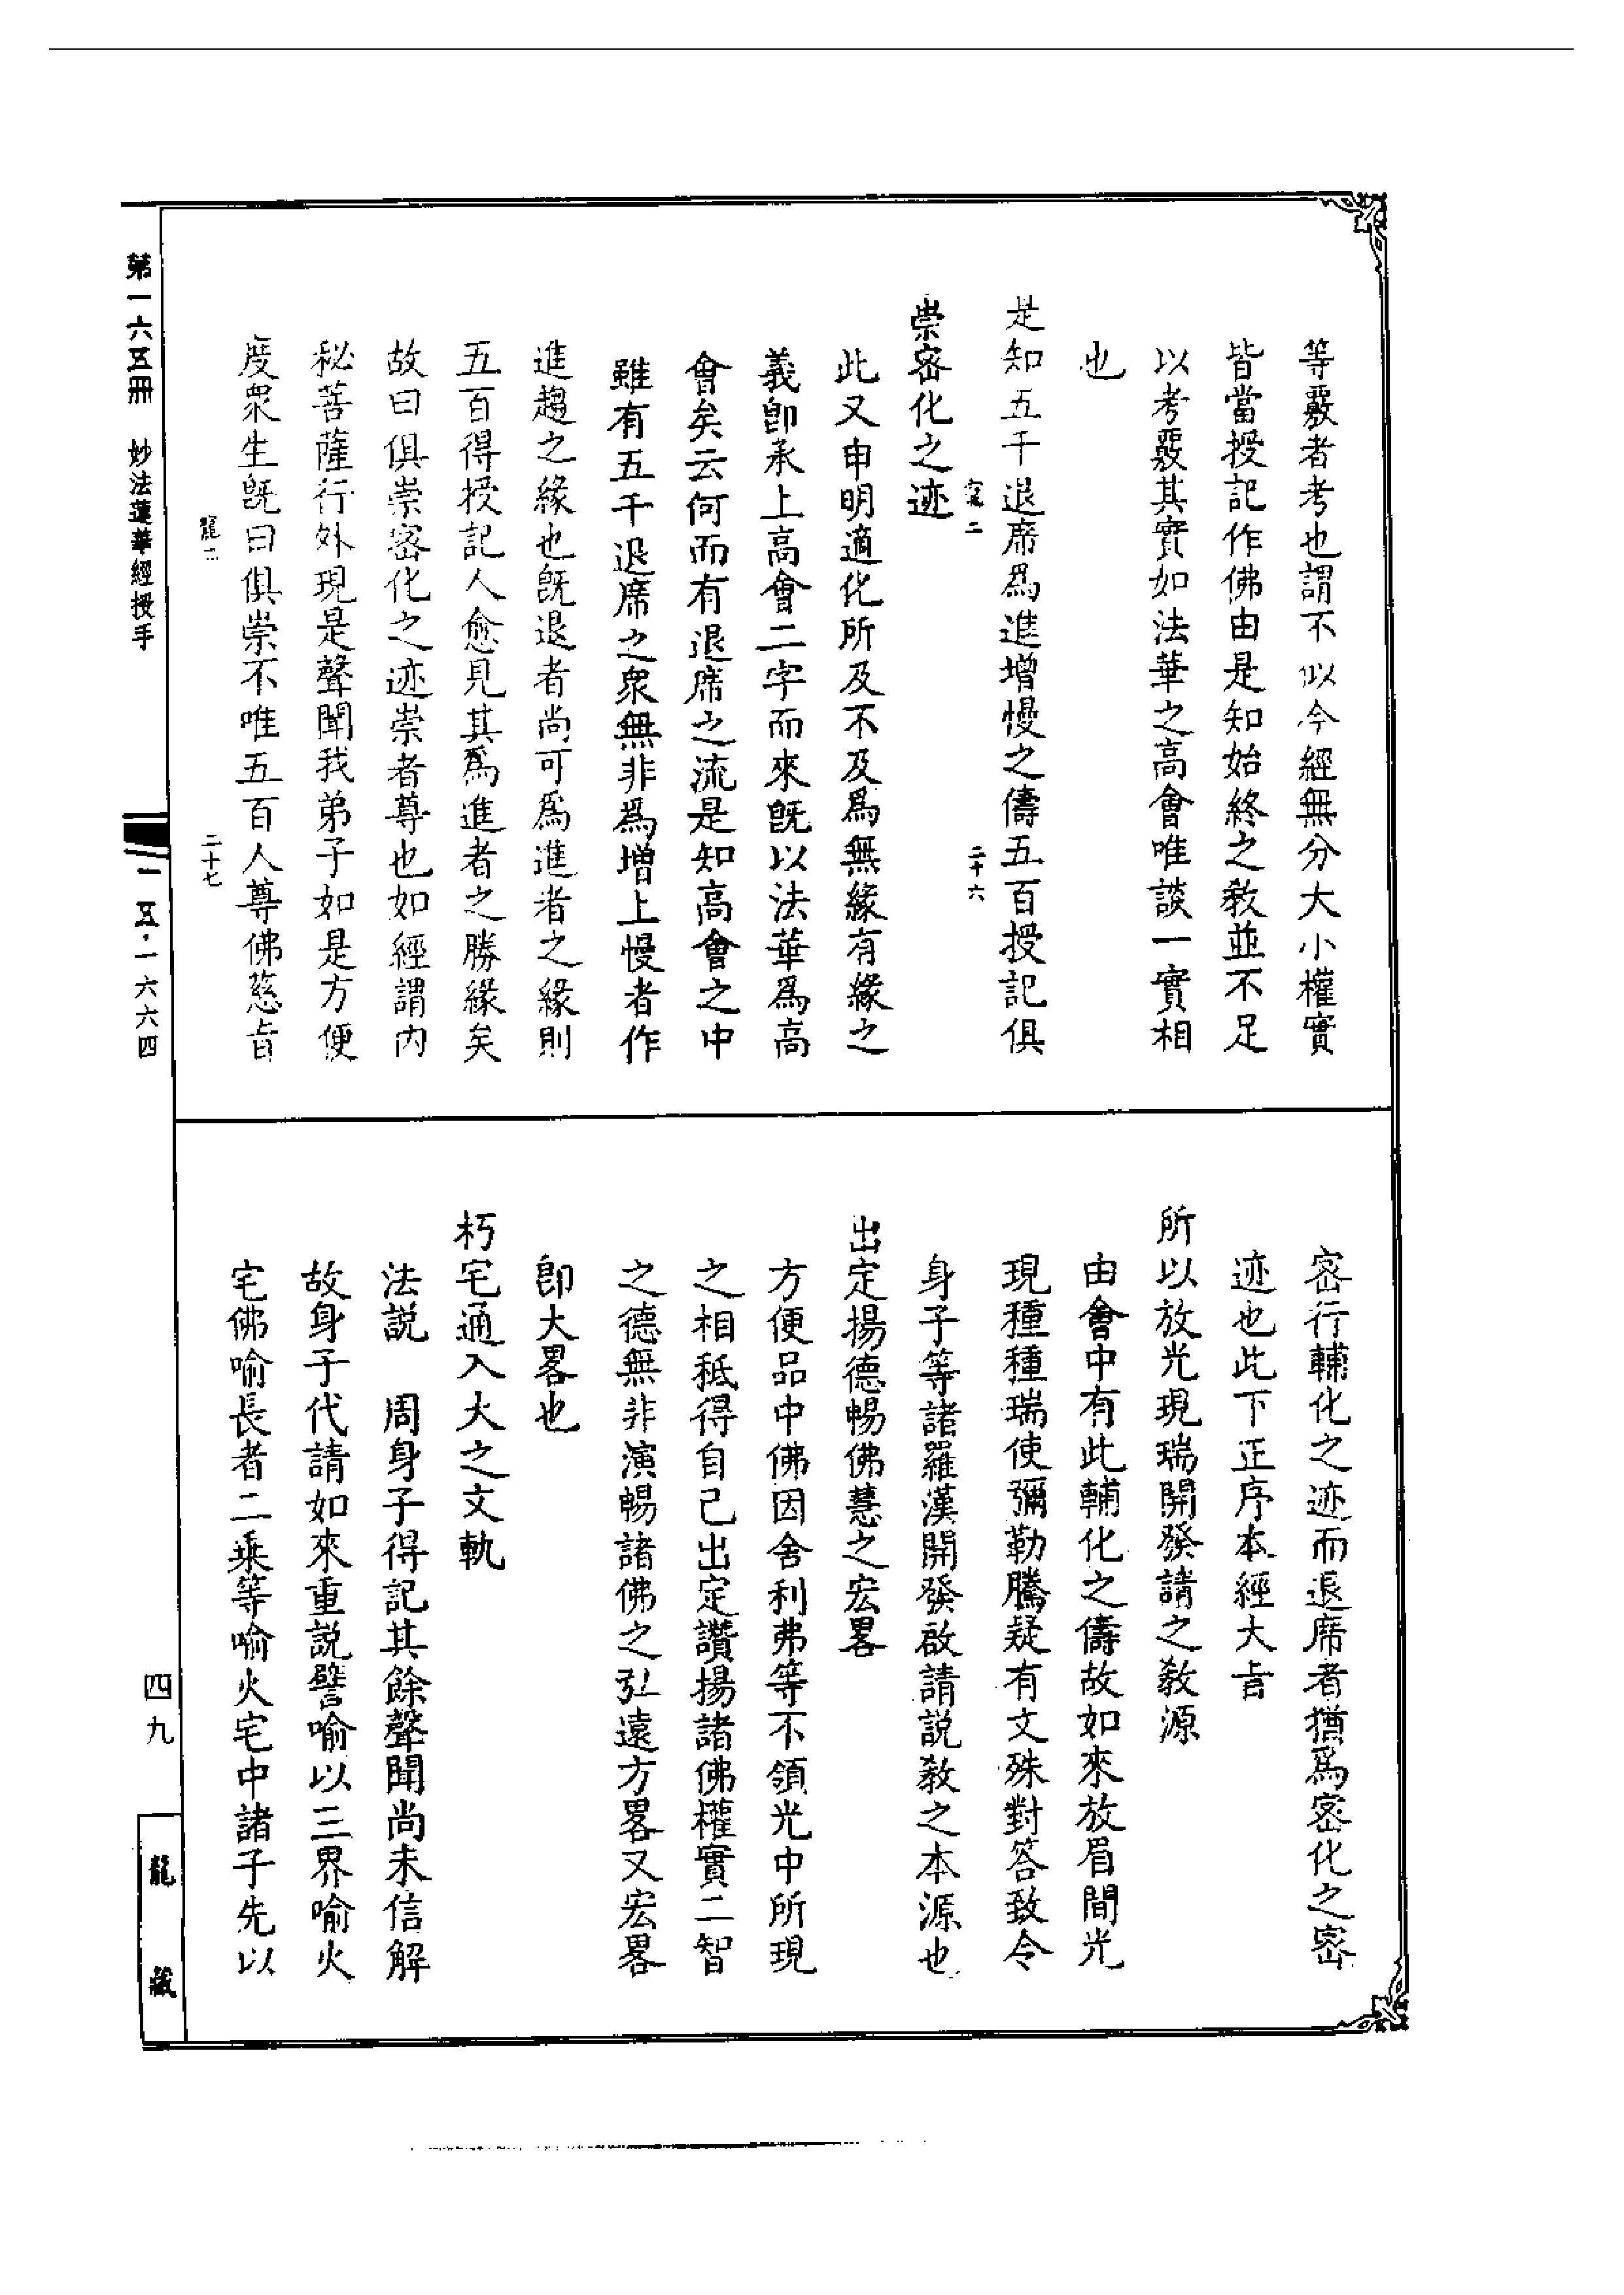 等覈者考也謂不似今經無分大小權實
皆當授記作佛由是知始終之教並不足
以考覈其實如法華之高會唯談一實相
也
是知五千退席爲進增慢之儔五百授記俱
二十六
崇密化之迹
此又申明適化所及不及爲無緣有緣之
義卽承上高會二字而來旣以法華爲高
會矣云何而有退席之流是知高會之中
雖有五千退席之衆無非爲增上慢者作
進趨之緣也旣退者尚可爲進者之緣則
五百得授記人愈見其爲進者之勝緣矣
故曰俱崇密化之迹崇者尊也如經謂內
秘菩薩行外現是聲聞我弟子如是方便
度衆生旣曰俱崇不唯五百人尊佛慈旨
二十七
密行輔化之迹而退席者猶爲密化之密
迹也此下正序本經大旨
所以放光現瑞開發請之教源
由會中有此輔化之儔故如來放眉間光
現種種瑞使彌勒騰疑有文殊對答致令
身子等諸羅漢開發啟請説教之本源也
出定揚德暢佛慧之宏畧
方便品中佛因舍利弗等不領光中所現
之相秪得自己出定讚揚諸佛權實二智
之德無非演暢諸佛之弘遠方畧又宏畧
卽大畧也
朽宅通入大之文軌
法説　周身子得記其餘聲聞尚未信解
故身子代請如來重説譬喻以三界喻火
宅佛喻長者二乘等喻火宅中諸子先以
第一六五冊　妙法蓮華經授手
一五·一六六四
四九
龍藏